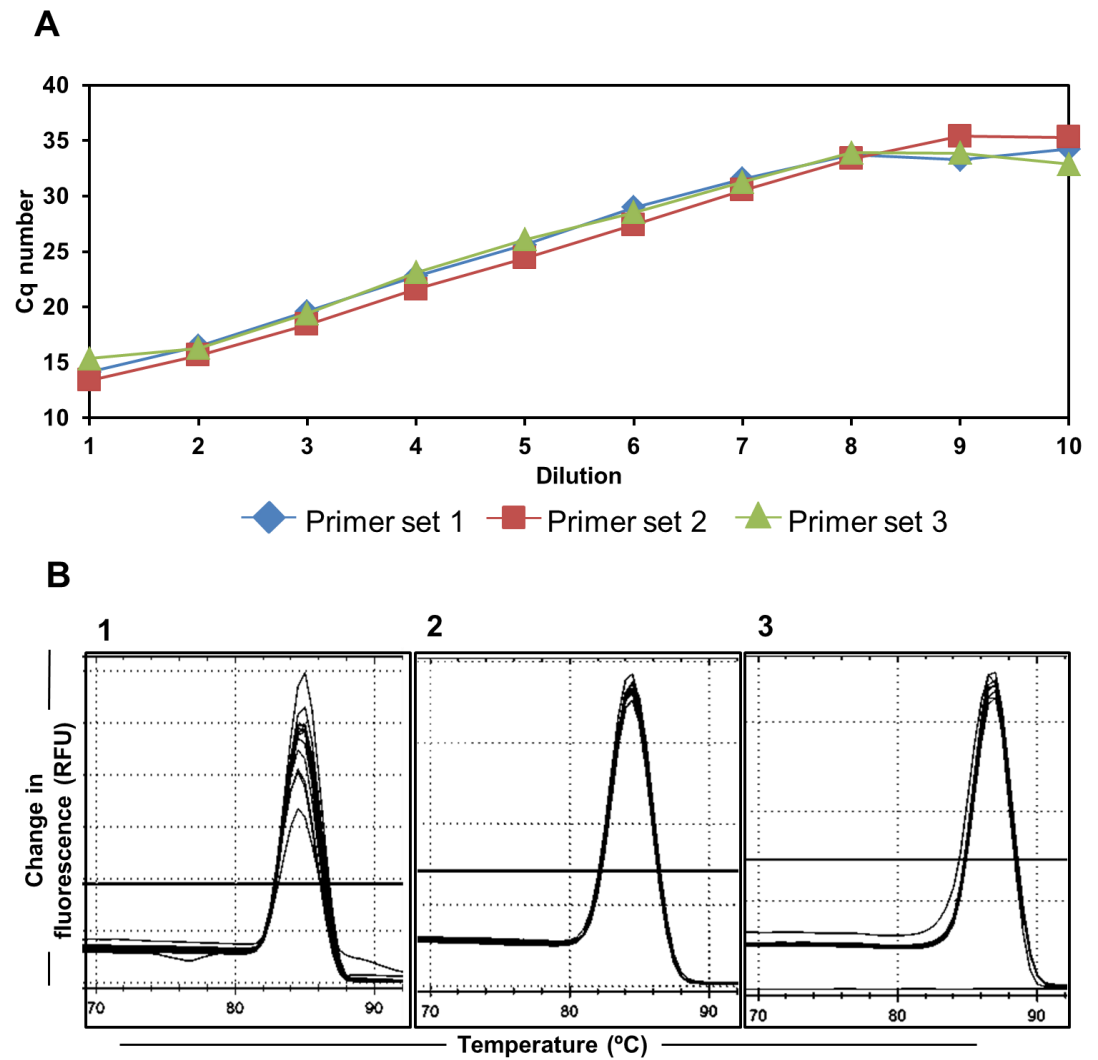 A
40
35
30
25
20
15
10
Cq number
1 2 3 4 5 6 7 8 9 10
Dilution
Primer set 1 Primer set 2 Primer set 3
B
1 2 3
Change in
fluorescence (RFU)
70 80 90 70 80 90 70 80 90
Temperature (ºC)